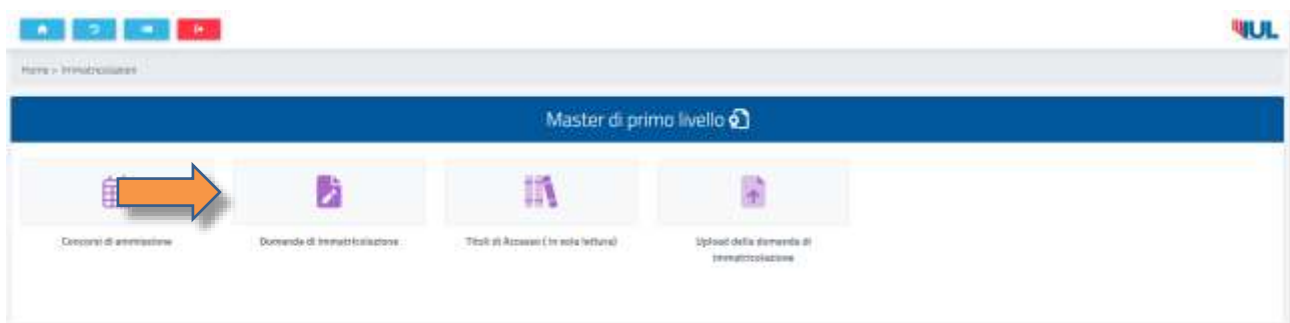 IUL
Home > Immatricolazioni
Master di primo livello
Concorsi di ammissione
Domanda di Immatricolazione
Titoli di Accesso ( in sola lettura)
Upload della domanda di
immatricolazione